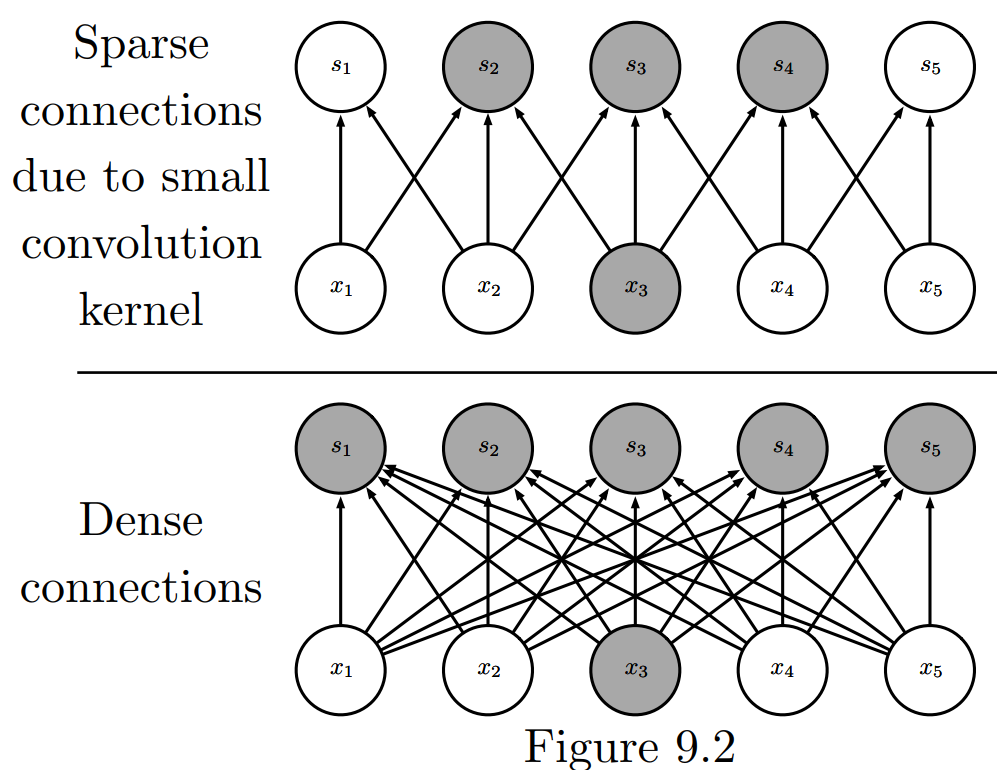 Sparse
connections
due to small
convolution
kernel
s₁ s₂ s₃ s₄ s₅
x₁ x₂ x₃ x₄ x₅
Dense
connections
s₁ s₂ s₃ s₄ s₅
x₁ x₂ x₃ x₄ x₅
Figure 9.2